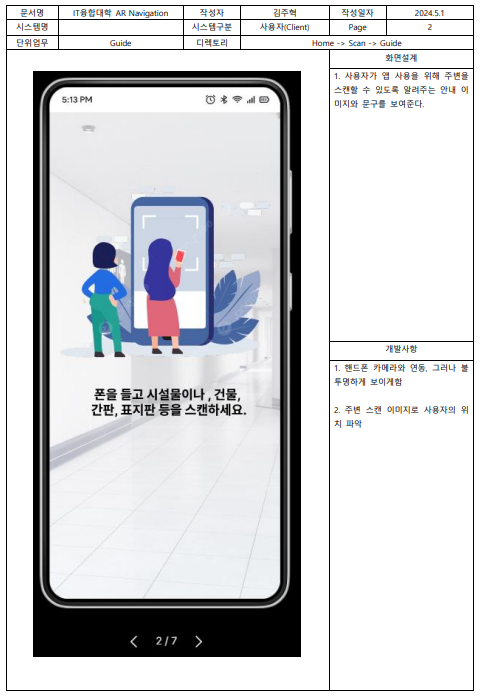 문서명 IT융합대학 AR Navigation 작성자 김주혁 작성일자 2024.5.1
시스템명 시스템구분 사용자(Client) Page 2
단위업무 Guide 디렉토리 Home -> Scan -> Guide
화면설계
1. 사용자가 앱 사용을 위해 주변을
스캔할 수 있도록 알려주는 안내 이
미지와 문구를 보여준다.
5:13 PM
폰을 들고 시설물이나 , 건물,
간판, 표지판 등을 스캔하세요.
2/7
개발사항
1. 핸드폰 카메라와 연동, 그러나 불
투명하게 보이게함
2. 주변 스캔 이미지로 사용자의 위
치 파악